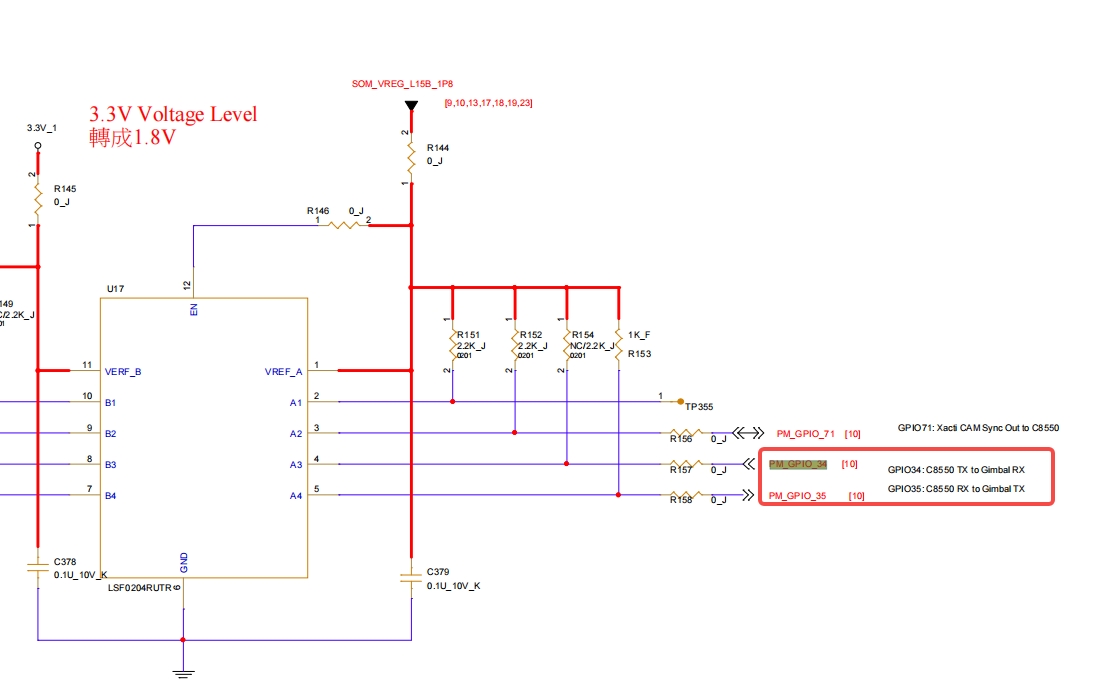 SOM_VREG_L15B_1P8
[9,10,13,17,18,19,23]
3.3V Voltage Level
轉成1.8V
3.3V_1
2
R144
0_J
1
2
R145
0_J
1
R146
0_J
1
2
U17
12
EN
149
C/2.2K_J
01
1
R151
2.2K_J
0201
2
1
R152
2.2K_J
0201
2
1
R154
NC/2.2K_J
0201
2
1K_F
R153
11
VERF_B
VREF_A
1
10
B1
A1
2
1
TP355
9
B2
A2
3
R156
0_J
PM_GPIO_71
[10]
GPIO71: Xacti CAM Sync Out to C8550
8
B3
A3
4
R157
0_J
PM_GPIO_34
[10]
GPIO34: C8550 TX to Gimbal RX
7
B4
A4
5
R158
0_J
PM_GPIO_35
[10]
GPIO35: C8550 RX to Gimbal TX
GND
C378
0.1U_10V_K
LSF0204RUTR
6
C379
0.1U_10V_K